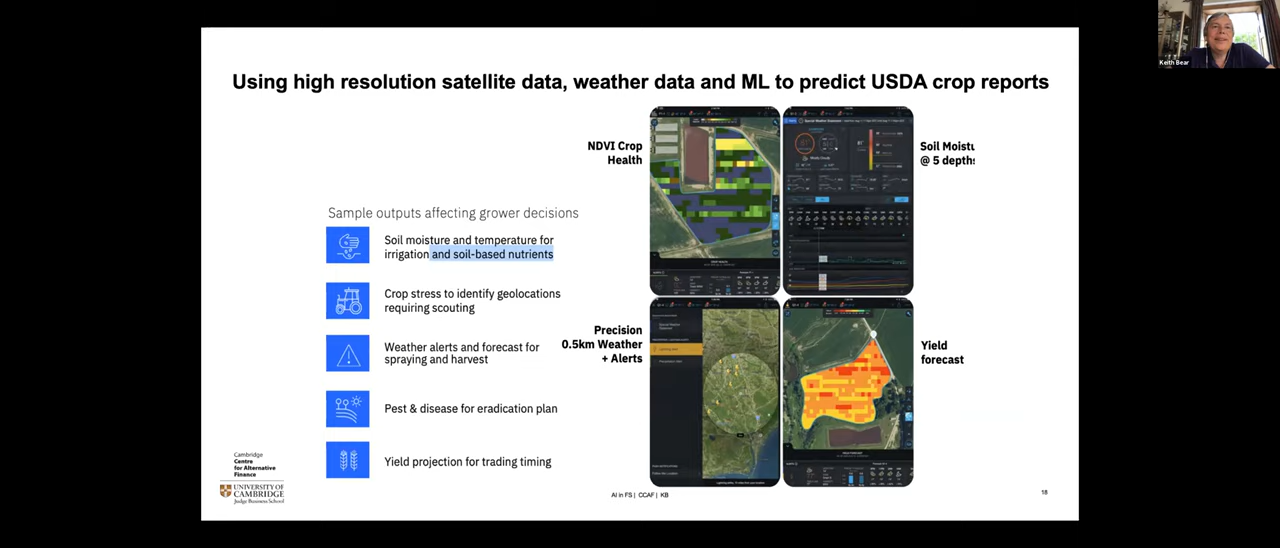 Using high resolution satellite data, weather data and ML to predict USDA crop reports
Keith Bear
NDVI Crop
Health
Soil Moistu
@ 5 depths
Sample outputs affecting grower decisions
Soil moisture and temperature for
irrigation and soil-based nutrients
Crop stress to identify geolocations
requiring scouting
Weather alerts and forecast for
spraying and harvest
Pest & disease for eradication plan
Yield projection for trading timing
Precision
0.5km Weather
+ Alerts
Yield
forecast
Cambridge
Centre
for Alternative
Finance
UNIVERSITY OF
CAMBRIDGE
Judge Business School
AI in FS | CCAF | KB
18